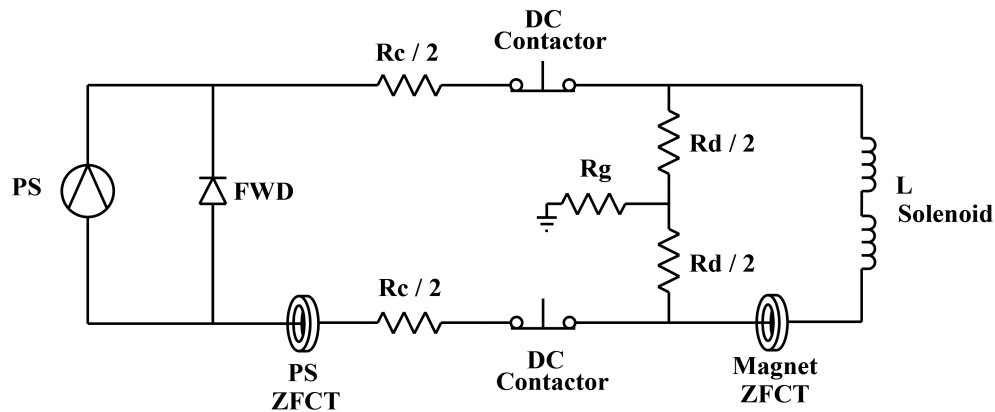 DC
Contactor
Rc / 2
Rd / 2
Rg
PS
FWD
L
Solenoid
Rd / 2
Rc / 2
PS
ZFCT
DC
Contactor
Magnet
ZFCT